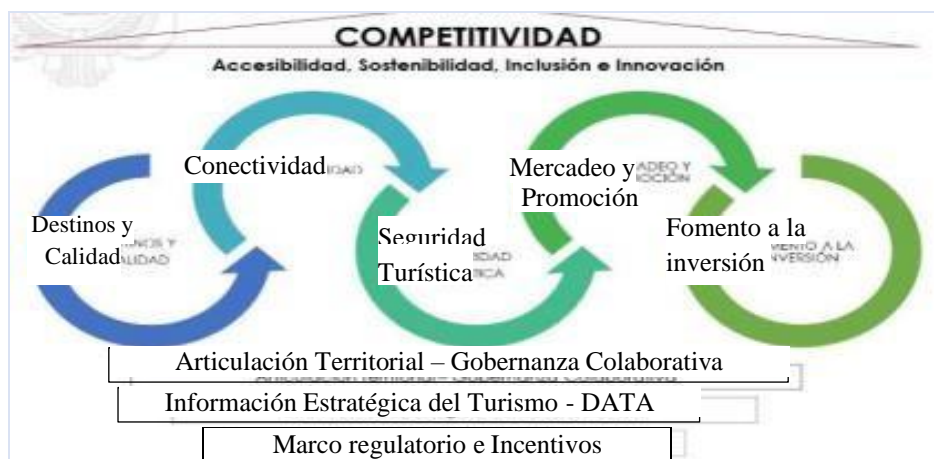 COMPETITIVIDAD
Accesibilidad, Sostenibilidad, Inclusión e Innovación
Destinos y
Calidad
Conectividad
Seguridad
Turística
Mercadeo y
Promoción
Fomento a la
inversión
Articulación Territorial – Gobernanza Colaborativa
Información Estratégica del Turismo - DATA
Marco regulatorio e Incentivos